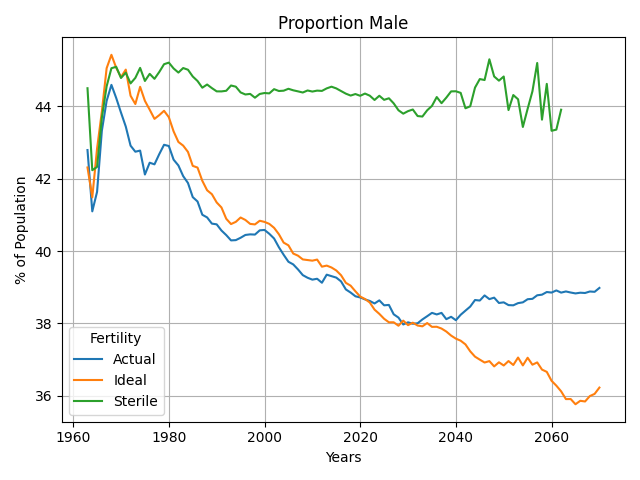 Proportion Male
% of Population
44
42
40
38
36
Fertility
Actual
Ideal
Sterile
1960
1980
2000
2020
2040
2060
Years